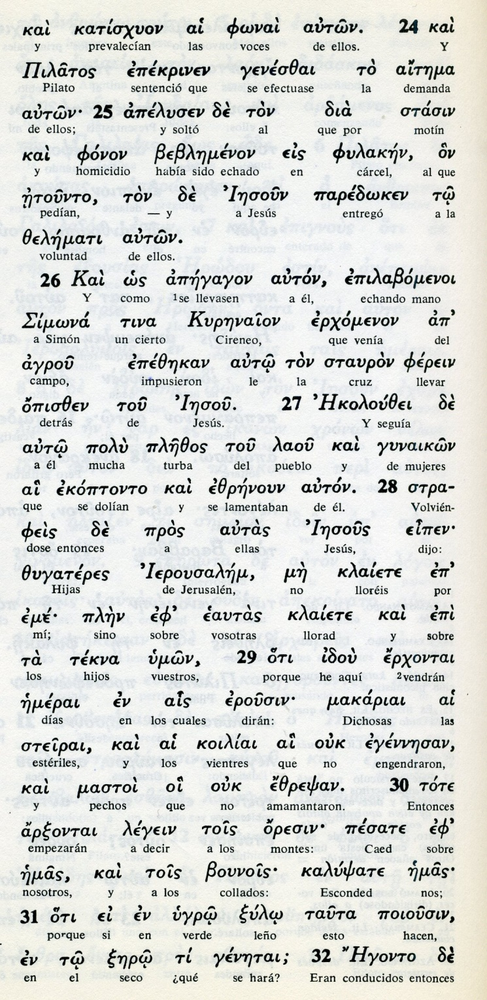 καὶ κατίσχυον αἱ φωναὶ αὐτῶν. 24 καὶ
y prevalecían las voces de ellos. Y
Πιλᾶτος ἐπέκρινεν γενέσθαι τὸ αἴτημα
Pilato sentenció que se efectuase la demanda
αὐτῶν· 25 ἀπέλυσεν δὲ τὸν διὰ στάσιν
de ellos; y soltó al que por motín
καὶ φόνον βεβλημένον εἰς φυλακήν, ὃν
y homicidio había sido echado en cárcel, al que
ᾐτοῦντο, τὸν δὲ Ἰησοῦν παρέδωκεν τῷ
pedían, — y a Jesús entregó a la
θελήματι αὐτῶν.
voluntad de ellos.
26 Καὶ ὡς ἀπήγαγον αὐτόν, ἐπιλαβόμενοι
Y como 1se llevasen a él, echando mano
Σίμωνά τινα Κυρηναῖον ἐρχόμενον ἀπ’
a Simón un cierto Cireneo, que venía del
ἀγροῦ ἐπέθηκαν αὐτῷ τὸν σταυρὸν φέρειν
campo, impusieron le la cruz llevar
ὄπισθεν τοῦ Ἰησοῦ. 27 Ἠκολούθει δὲ
detrás de Jesús. Y seguía
αὐτῷ πολὺ πλῆθος τοῦ λαοῦ καὶ γυναικῶν
a él mucha turba del pueblo y de mujeres
αἳ ἐκόπτοντο καὶ ἐθρήνουν αὐτόν. 28 στρα-
que se dolían y se lamentaban de él. Volvién-
φεὶς δὲ πρὸς αὐτὰς Ἰησοῦς εἶπεν·
dose entonces a ellas Jesús, dijo:
θυγατέρες Ἰερουσαλήμ, μὴ κλαίετε ἐπ’
Hijas de Jerusalén, no lloréis por
ἐμέ· πλὴν ἐφ’ ἑαυτὰς κλαίετε καὶ ἐπὶ
mí; sino sobre vosotras llorad y sobre
τὰ τέκνα ὑμῶν, 29 ὅτι ἰδοὺ ἔρχονται
los hijos vuestros, porque he aquí 2vendrán
ἡμέραι ἐν αἷς ἐροῦσιν· μακάριαι αἱ
días en los cuales dirán: Dichosas las
στεῖραι, καὶ αἱ κοιλίαι αἳ οὐκ ἐγέννησαν,
estériles, y los vientres que no engendraron,
καὶ μαστοὶ οἳ οὐκ ἔθρεψαν. 30 τότε
y pechos que no amamantaron. Entonces
ἄρξονται λέγειν τοῖς ὄρεσιν· πέσατε ἐφ’
empezarán a decir a los montes: Caed sobre
ἡμᾶς, καὶ τοῖς βουνοῖς· καλύψατε ἡμᾶς·
nosotros, y a los collados: Esconded nos;
31 ὅτι εἰ ἐν ὑγρῷ ξύλῳ ταῦτα ποιοῦσιν,
porque si en verde leño esto hacen,
ἐν τῷ ξηρῷ τί γένηται; 32 Ἤγοντο δὲ
en el seco ¿qué se hará? Eran conducidos entonces